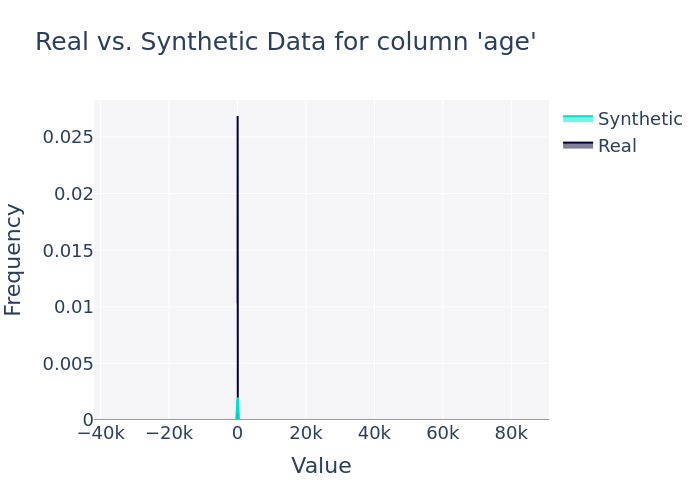 Real vs. Synthetic Data for column 'age'
Synthetic
Real
Frequency
0.025
0.02
0.015
0.01
0.005
0
−40k −20k 0 20k 40k 60k 80k
Value